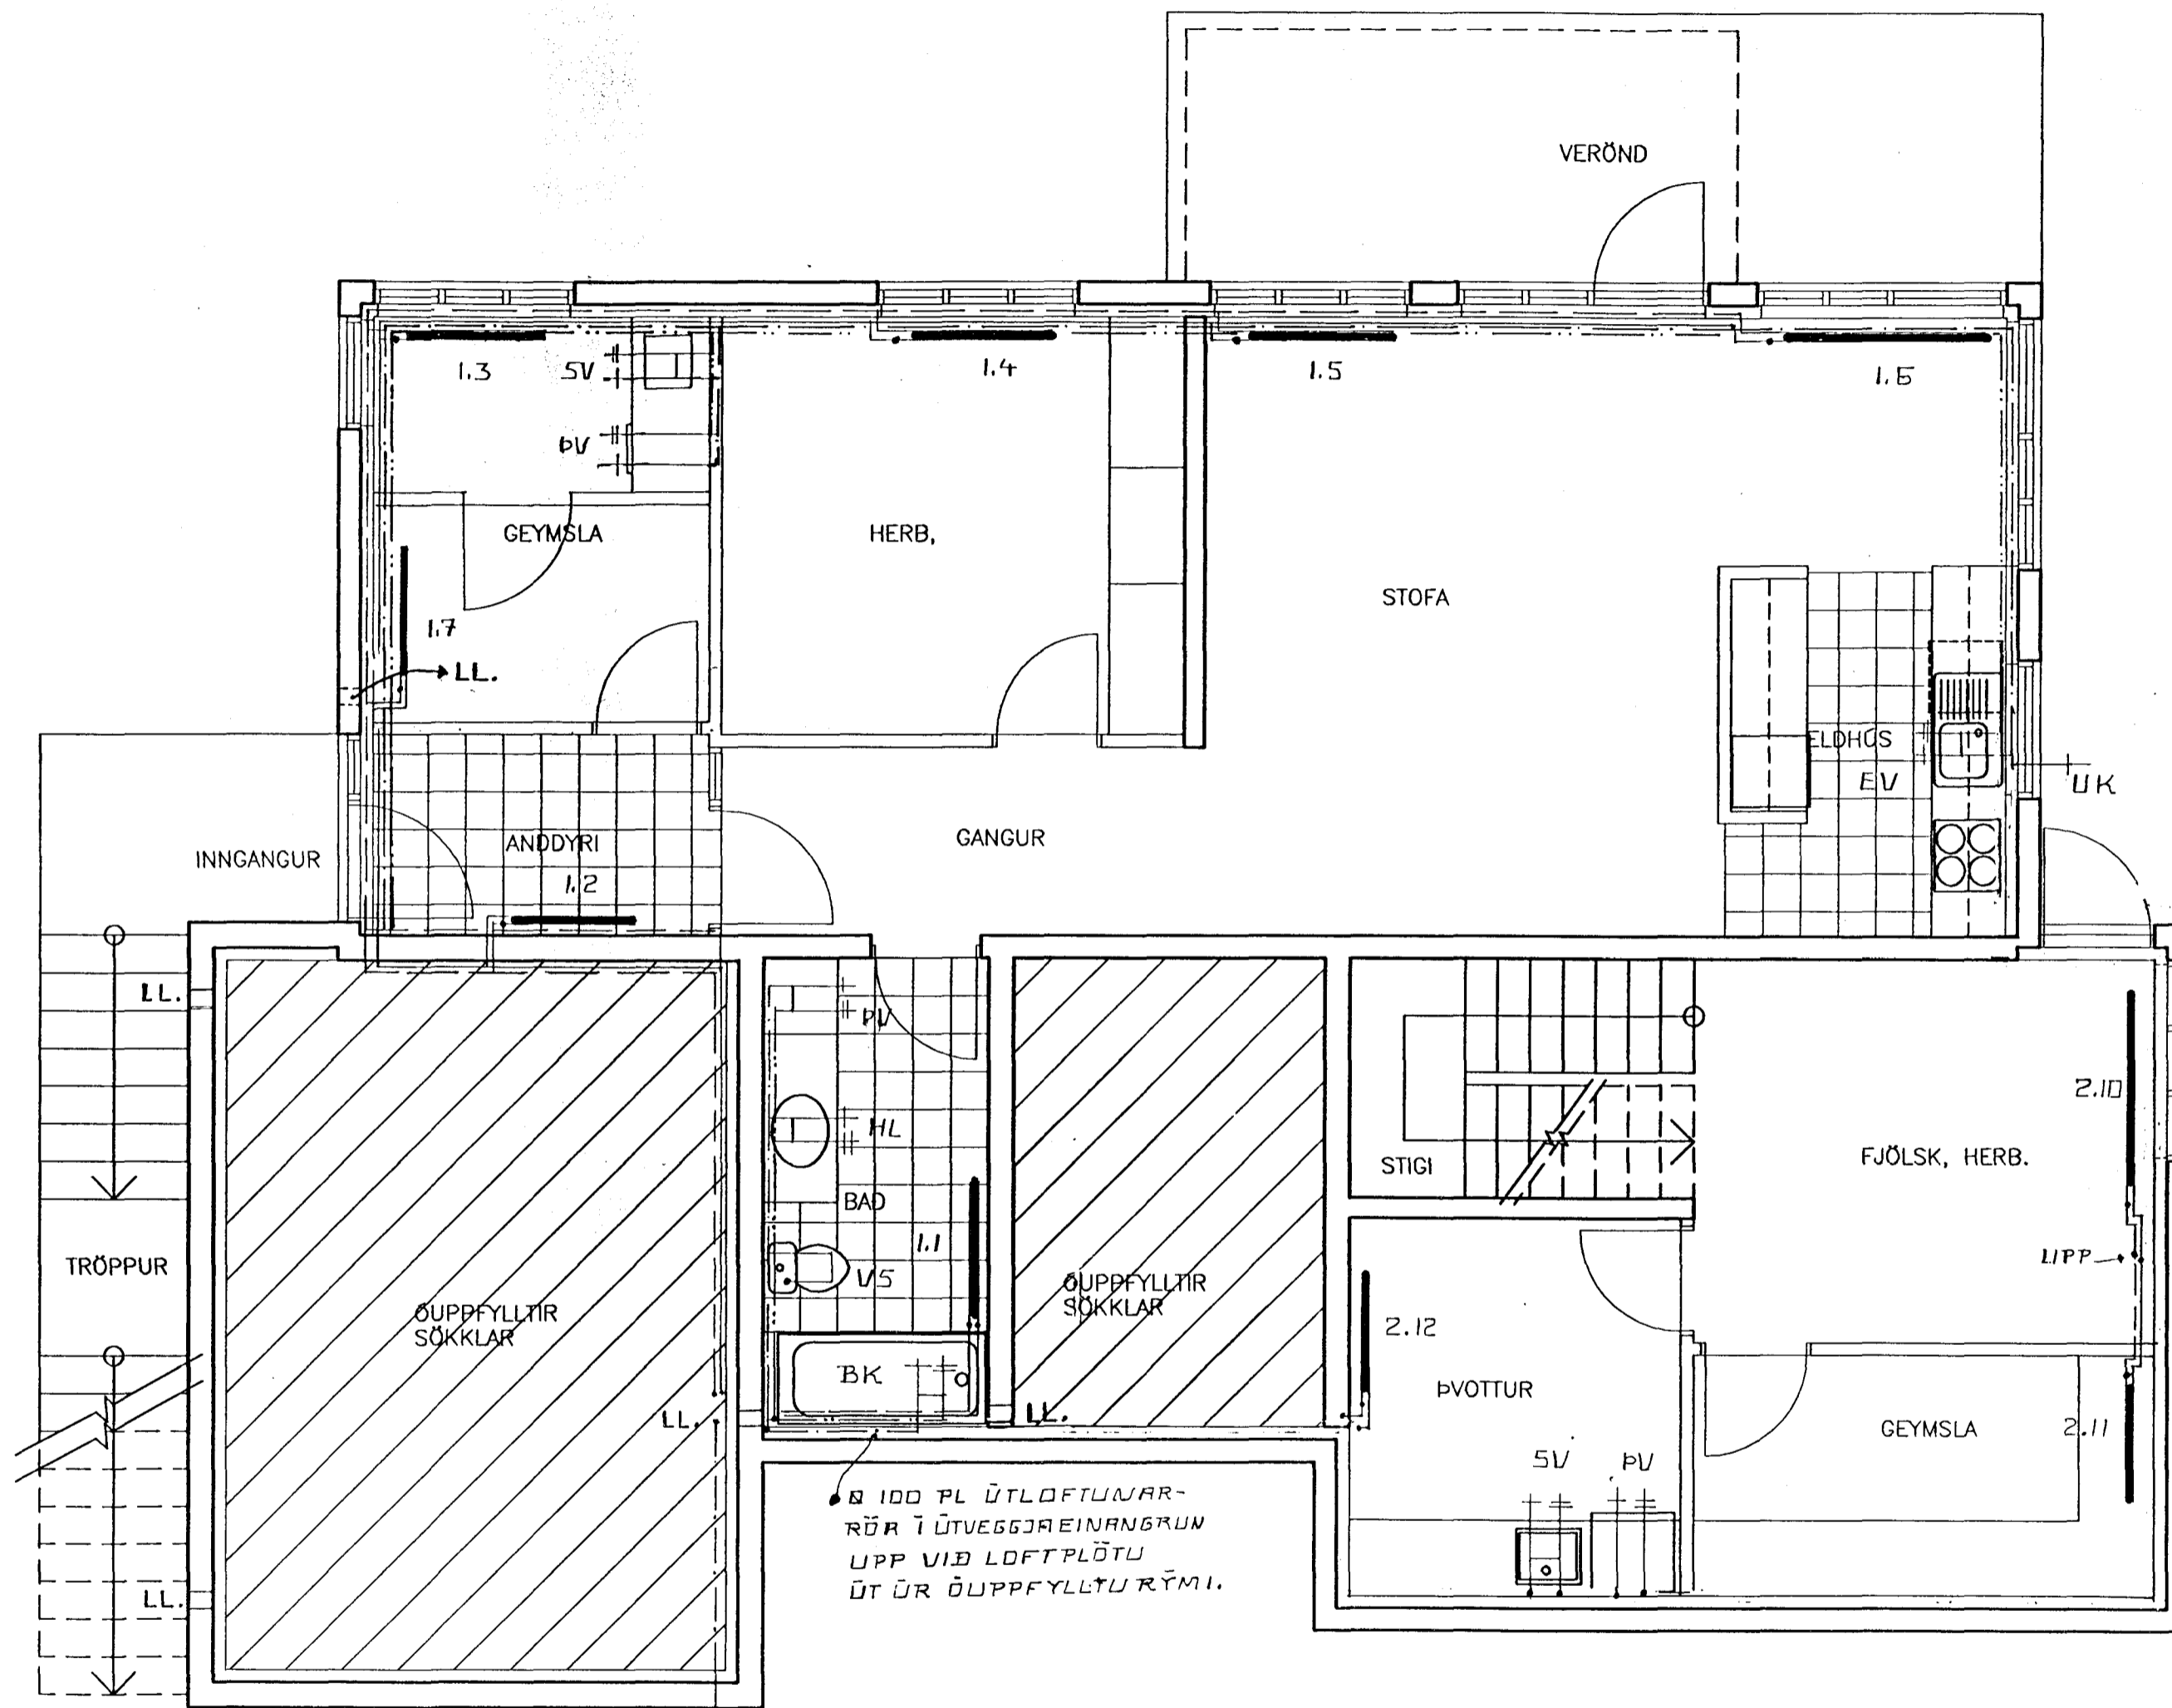 VERÖND
1.3
SV
1.4
1.5
1.6
ÞV
GEYMSLA
HERB,
STOFA
1.7
LL.
ELDHÚS
EV
UK
INNGANGUR
ANDDYRI
1.2
GANGUR
LL.
ÞV
HL
BAD
1.1
VS
BK
STIGI
FJÖLSK, HERB.
2.10
UPP
TRÖPPUR
ÓUPPFYLLTIR
SÖKKLAR
ÓUPPFYLLTIR
SÖKKLAR
2.12
ÞVOTTUR
GEYMSLA
2.11
LL.
LL.
SV
ÞV
LL.
Ø 100 PL ÚTLOFTUNAR-
RÖR Í ÚTVEGGJAEINANGRUN
UPP VIÐ LOFTPLÖTU
ÚT ÚR ÓUPPFYLLTU RÝMI.